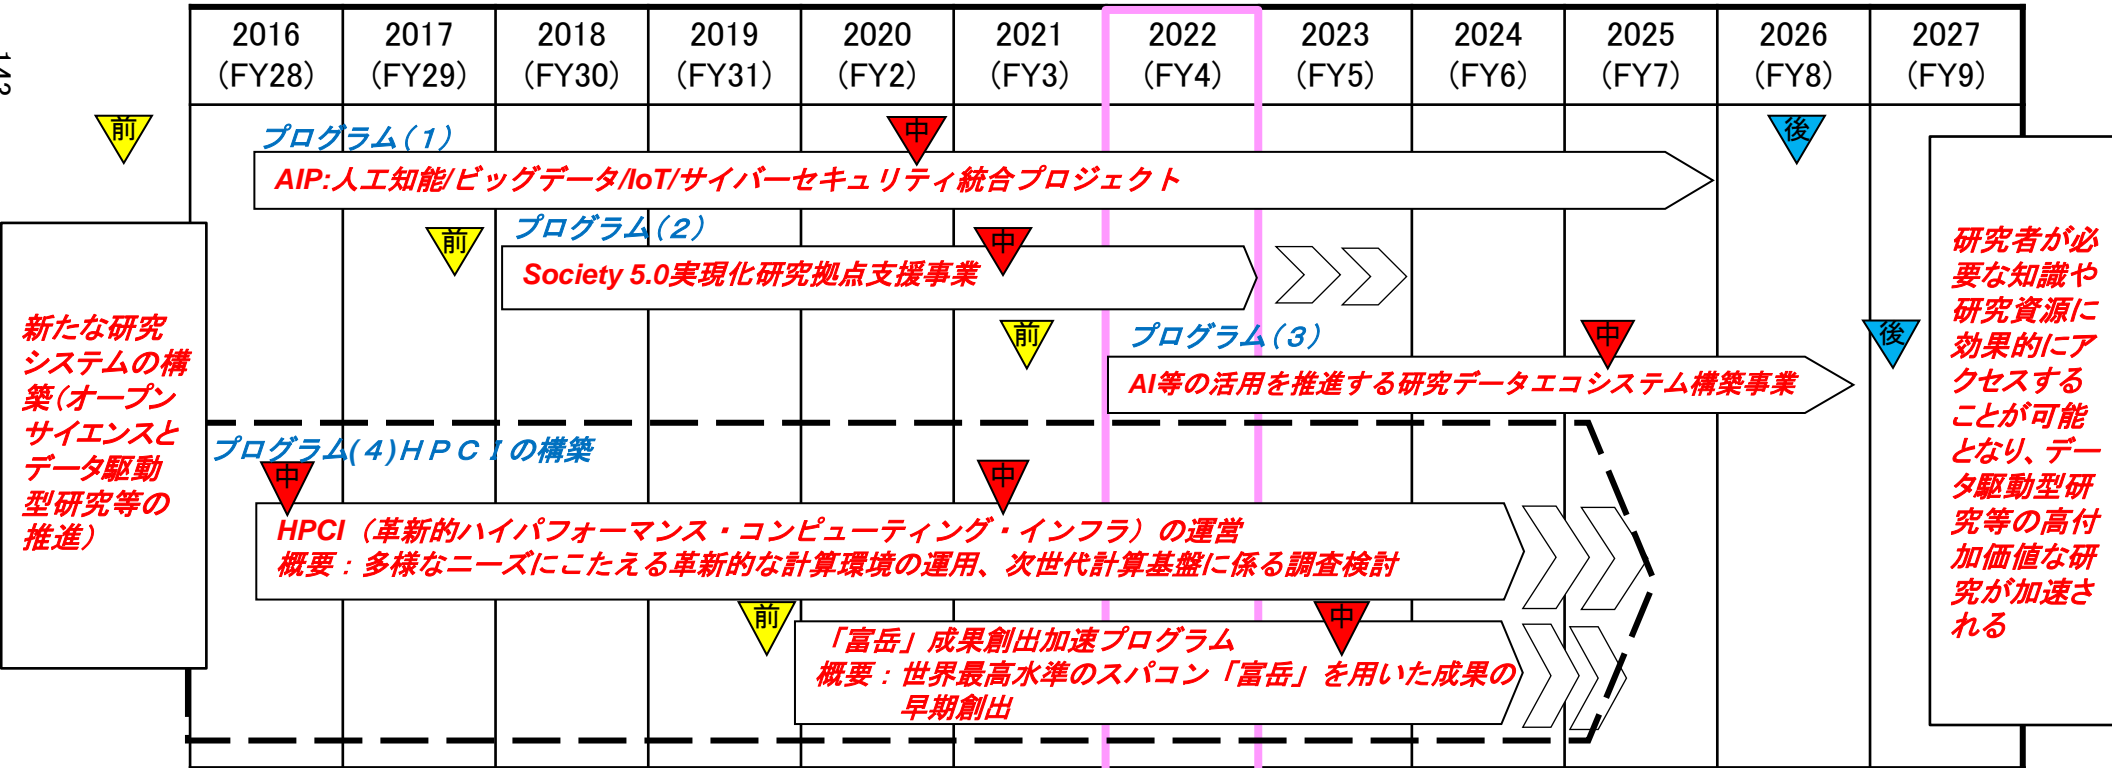 142
2016 2017 2018 2019 2020 2021 2022 2023 2024 2025 2026 2027
(FY28) (FY29) (FY30) (FY31) (FY2) (FY3) (FY4) (FY5) (FY6) (FY7) (FY8) (FY9)
前
プログラム(1)
中
後
AIP:人工知能/ビッグデータ/IoT/サイバーセキュリティ統合プロジェクト
前
プログラム(2)
中
Society 5.0実現化研究拠点支援事業
前
プログラム(3)
中
後
AI等の活用を推進する研究データエコシステム構築事業
新たな研究
システムの構
築(オープン
サイエンスと
データ駆動
型研究等の
推進)
プログラム(4)HPCIの構築
中
中
HPCI(革新的ハイパフォーマンス・コンピューティング・インフラ)の運営
概要:多様なニーズにこたえる革新的な計算環境の運用、次世代計算基盤に係る調査検討
前
中
「富岳」成果創出加速プログラム
概要:世界最高水準のスパコン「富岳」を用いた成果の
早期創出
研究者が必
要な知識や
研究資源に
効果的にア
クセスする
ことが可能
となり、デー
タ駆動型研
究等の高付
加価値な研
究が加速さ
れる